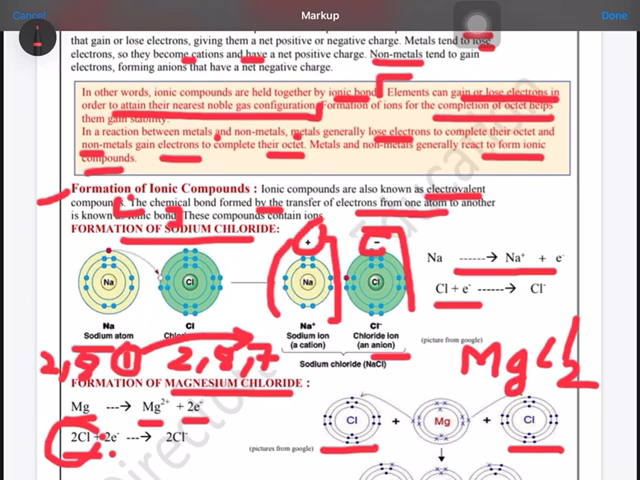 Cancel Markup Done
that gain or lose electrons, giving them a net positive or negative charge. Metals tend to lose
electrons, so they become cations and have a net positive charge. Non-metals tend to gain
electrons, forming anions that have a net negative charge.
In other words, ionic compounds are held together by ionic bond. Elements can gain or lose electrons in
order to attain their nearest noble gas configuration. Formation of ions for the completion of octet helps
them gain stability.
In a reaction between metals and non-metals, metals generally lose electrons to complete their octet and
non-metals gain electrons to complete their octet. Metals and non-metals generally react to form ionic
compounds.
Formation of Ionic Compounds : Ionic compounds are also known as electrovalent
compounds. The chemical bond formed by the transfer of electrons from one atom to another
is known as ionic bond. These compounds contain ions.
FORMATION OF SODIUM CHLORIDE:
+ −
Na Cl Na Cl
Na ------> Na⁺ + e⁻
Cl + e⁻ ------> Cl⁻
Na Cl Na⁺ Cl⁻
Sodium atom Sodium ion Chloride ion
(a cation) (an anion)
(picture from google)
Sodium chloride (NaCl)
2,8,1 2,8,7
MgCl2
FORMATION OF MAGNESIUM CHLORIDE :
Mg ---> Mg²⁺ + 2e⁻
2Cl + 2e⁻ ---> 2Cl⁻
Cl + Mg + Cl
(pictures from google)